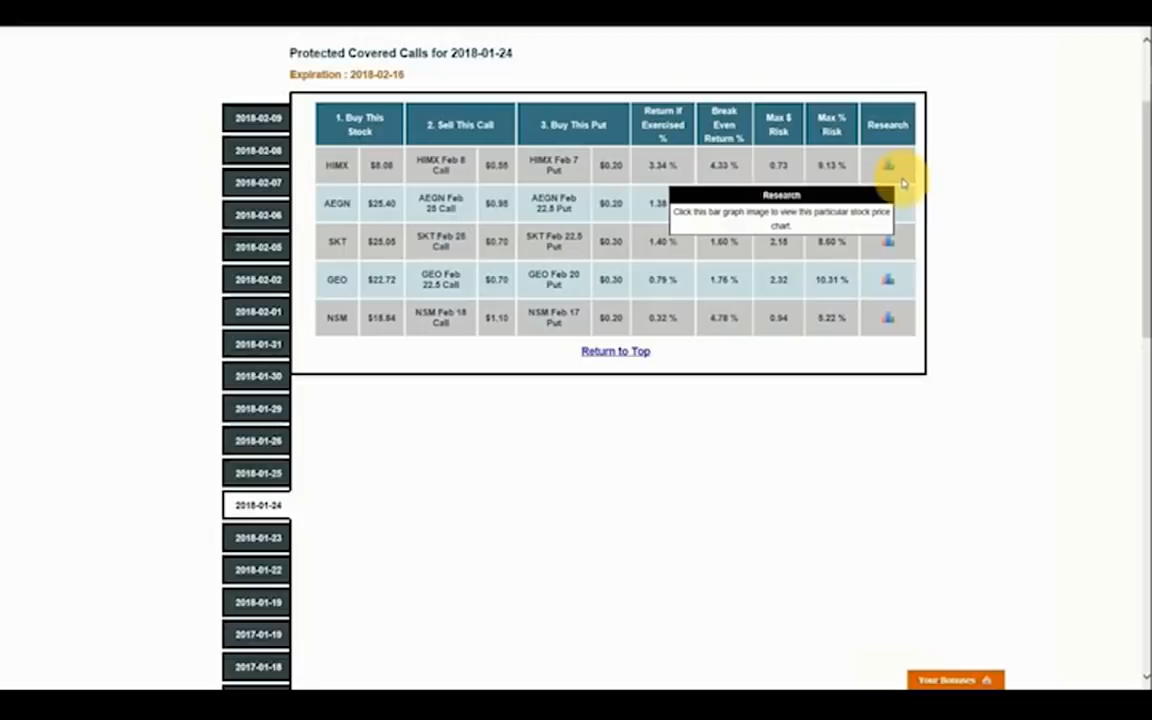 Protected Covered Calls for 2018-01-24
Expiration : 2018-02-16
2018-02-09
2018-02-08
2018-02-07
2018-02-06
2018-02-05
2018-02-02
2018-02-01
2018-01-31
2018-01-30
2018-01-29
2018-01-26
2018-01-25
2018-01-24
2018-01-23
2018-01-22
2018-01-19
2017-01-19
2017-01-18
1. Buy This Stock 2. Sell This Call 3. Buy This Put Return If Exercised % Break Even Return % Max $ Risk Max % Risk Research
HIMX $8.08 HIMX Feb 8 Call HIMX Feb 7 Put $0.20 3.34 % 4.33 % 0.73 9.13 %
AEGN $25.40 AEGN Feb 25 Call $0.95 AEGN Feb 22.5 Put $0.20 1.38
SKT $25.05 SKT Feb 25 Call $0.70 SKT Feb 22.5 Put $0.30 1.40 % 1.60 % 2.15 8.60 %
GEO $22.72 GEO Feb 22.5 Call $0.70 GEO Feb 20 Put $0.30 0.79 % 1.76 % 2.32 10.31 %
NSM $18.84 NSM Feb 18 Call $1.10 NSM Feb 17 Put $0.20 0.32 % 4.78 % 0.94 5.22 %
Research
Click this bar graph image to view this particular stock price
chart.
Return to Top
Your Bonuses